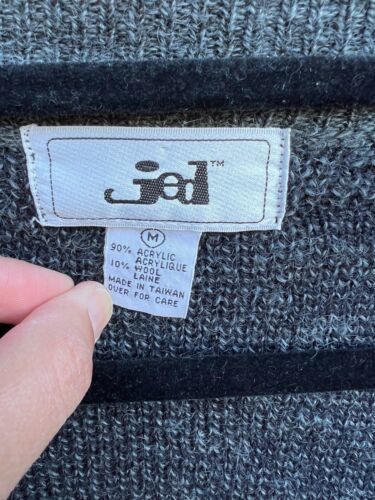 jed™
M
90% ACRYLIC
ACRYLIQUE
10% WOOL
LAINE
MADE IN TAIWAN
OVER FOR CARE